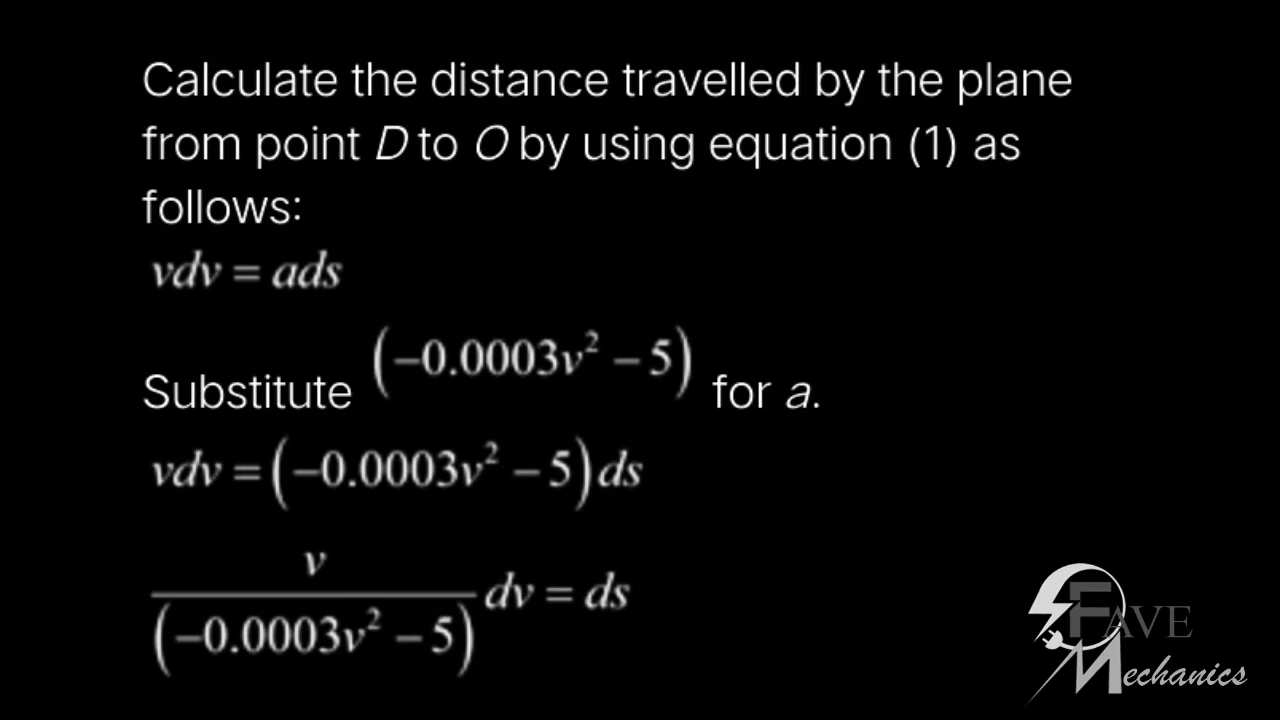 Calculate the distance travelled by the plane
from point D to O by using equation (1) as
follows:
vdv = ads
Substitute (−0.0003v² − 5) for a.
vdv = (−0.0003v² − 5)ds
v / (−0.0003v² − 5) dv = ds
FAVE
Mechanics